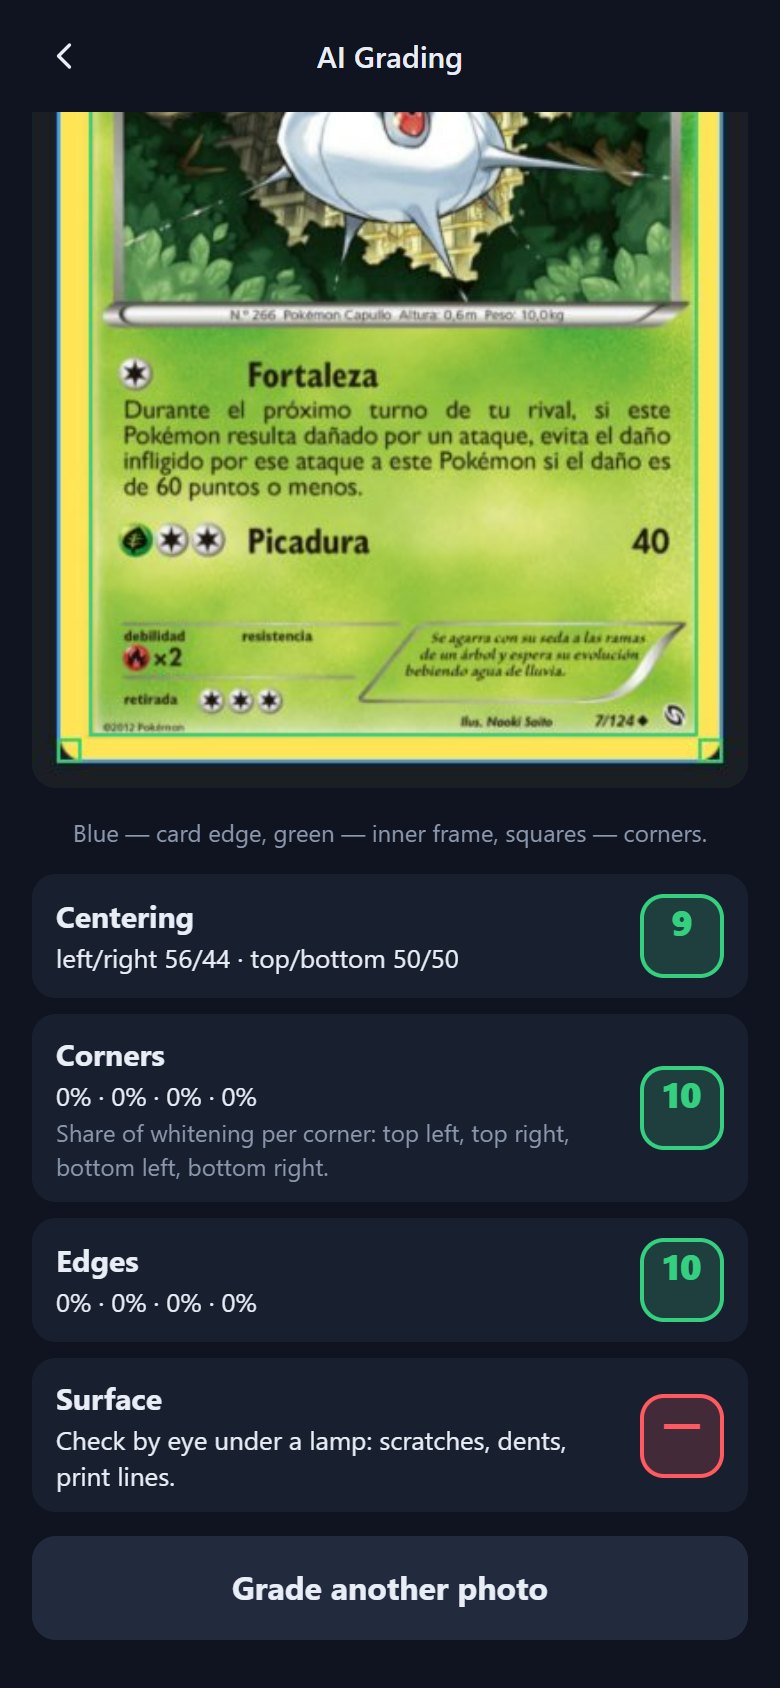 AI Grading
N.º 266 Pokémon Capullo Altura: 0,6m Peso: 10,0kg
Fortaleza
Durante el próximo turno de tu rival, si este
Pokémon resulta dañado por un ataque, evita el daño
infligido por ese ataque a este Pokémon si el daño es
de 60 puntos o menos.
Picadura 40
debilidad resistencia
×2
Se agarra con su seda a las ramas
de un árbol y espera su evolución
bebiendo agua de lluvia.
retirada
©2012 Pokémon
Ilus. Naoki Saito 7/124
Blue — card edge, green — inner frame, squares — corners.
Centering
left/right 56/44 · top/bottom 50/50
9
Corners
0% · 0% · 0% · 0%
Share of whitening per corner: top left, top right,
bottom left, bottom right.
10
Edges
0% · 0% · 0% · 0%
10
Surface
Check by eye under a lamp: scratches, dents,
print lines.
—
Grade another photo